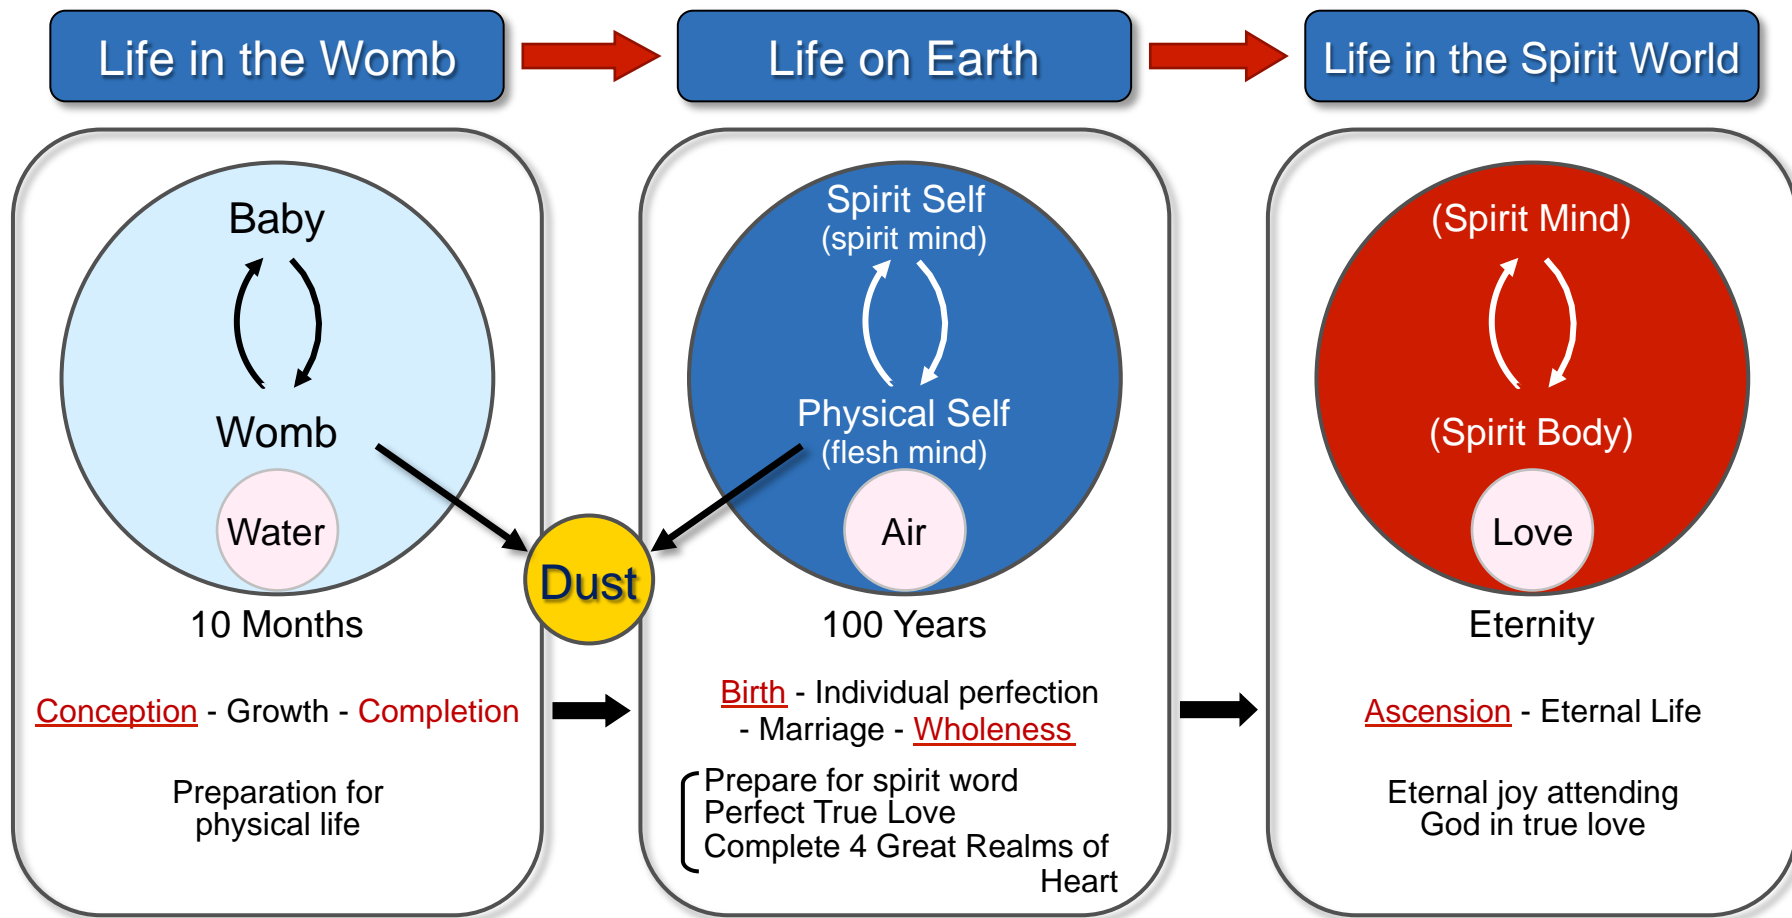 Life in the Womb
Life on Earth
Life in the Spirit World
Baby
Womb
Water
10 Months
Conception - Growth - Completion
Preparation for
physical life
Dust
Spirit Self
(spirit mind)
Physical Self
(flesh mind)
Air
100 Years
Birth - Individual perfection
- Marriage - Wholeness
Prepare for spirit word
Perfect True Love
Complete 4 Great Realms of
Heart
(Spirit Mind)
(Spirit Body)
Love
Eternity
Ascension - Eternal Life
Eternal joy attending
God in true love